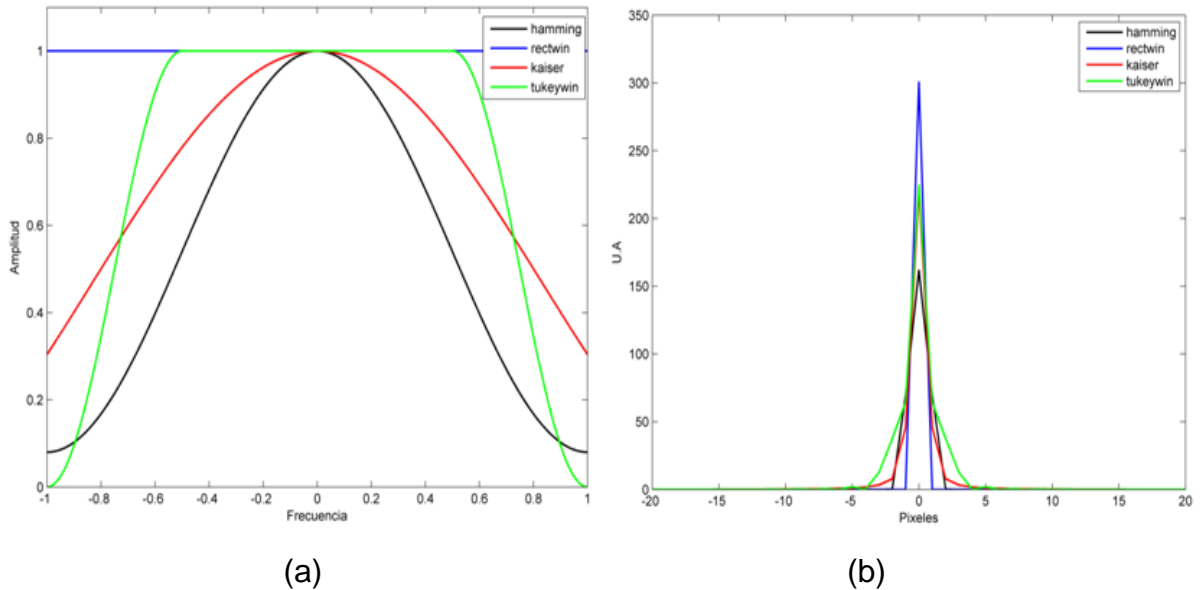 hamming
rectwin
kaiser
tukeywin
1
0.8
0.6
0.4
0.2
0
Amplitud
-1 -0.8 -0.6 -0.4 -0.2 0 0.2 0.4 0.6 0.8 1
Frecuencia
(a)
hamming
rectwin
kaiser
tukeywin
350
300
250
200
150
100
50
0
U.A
-20 -15 -10 -5 0 5 10 15 20
Pixeles
(b)